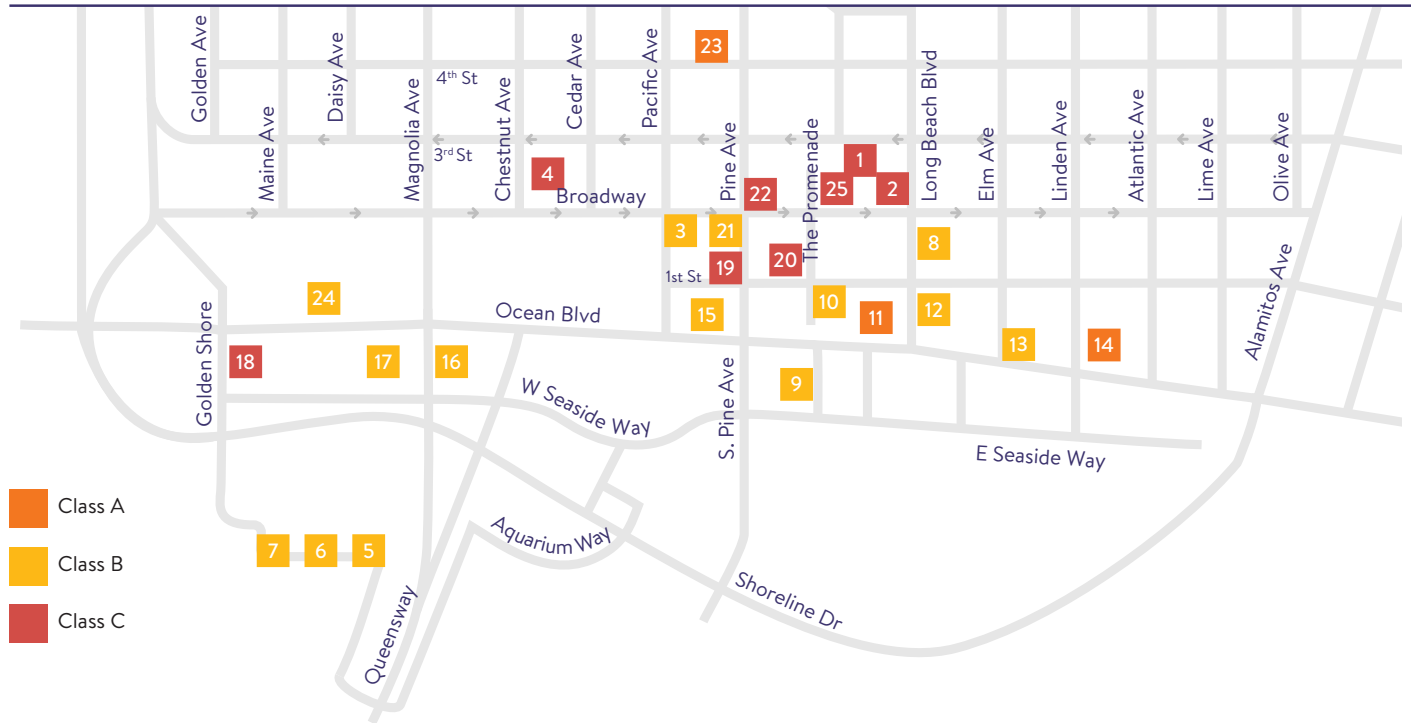 Golden Ave
Maine Ave
Daisy Ave
Magnolia Ave
Chestnut Ave
Cedar Ave
Pacific Ave
Pine Ave
The Promenade
Long Beach Blvd
Elm Ave
Linden Ave
Atlantic Ave
Lime Ave
Olive Ave
23
4th St
3rd St
1
4
25
2
22
Broadway
3
21
8
20
19
1st St
24
10
12
15
11
Ocean Blvd
13
14
Alamitos Ave
18
17
16
9
Golden Shore
W Seaside Way
S. Pine Ave
E Seaside Way
Class A
Class B
Class C
7
6
5
Aquarium Way
Queensway
Shoreline Dr